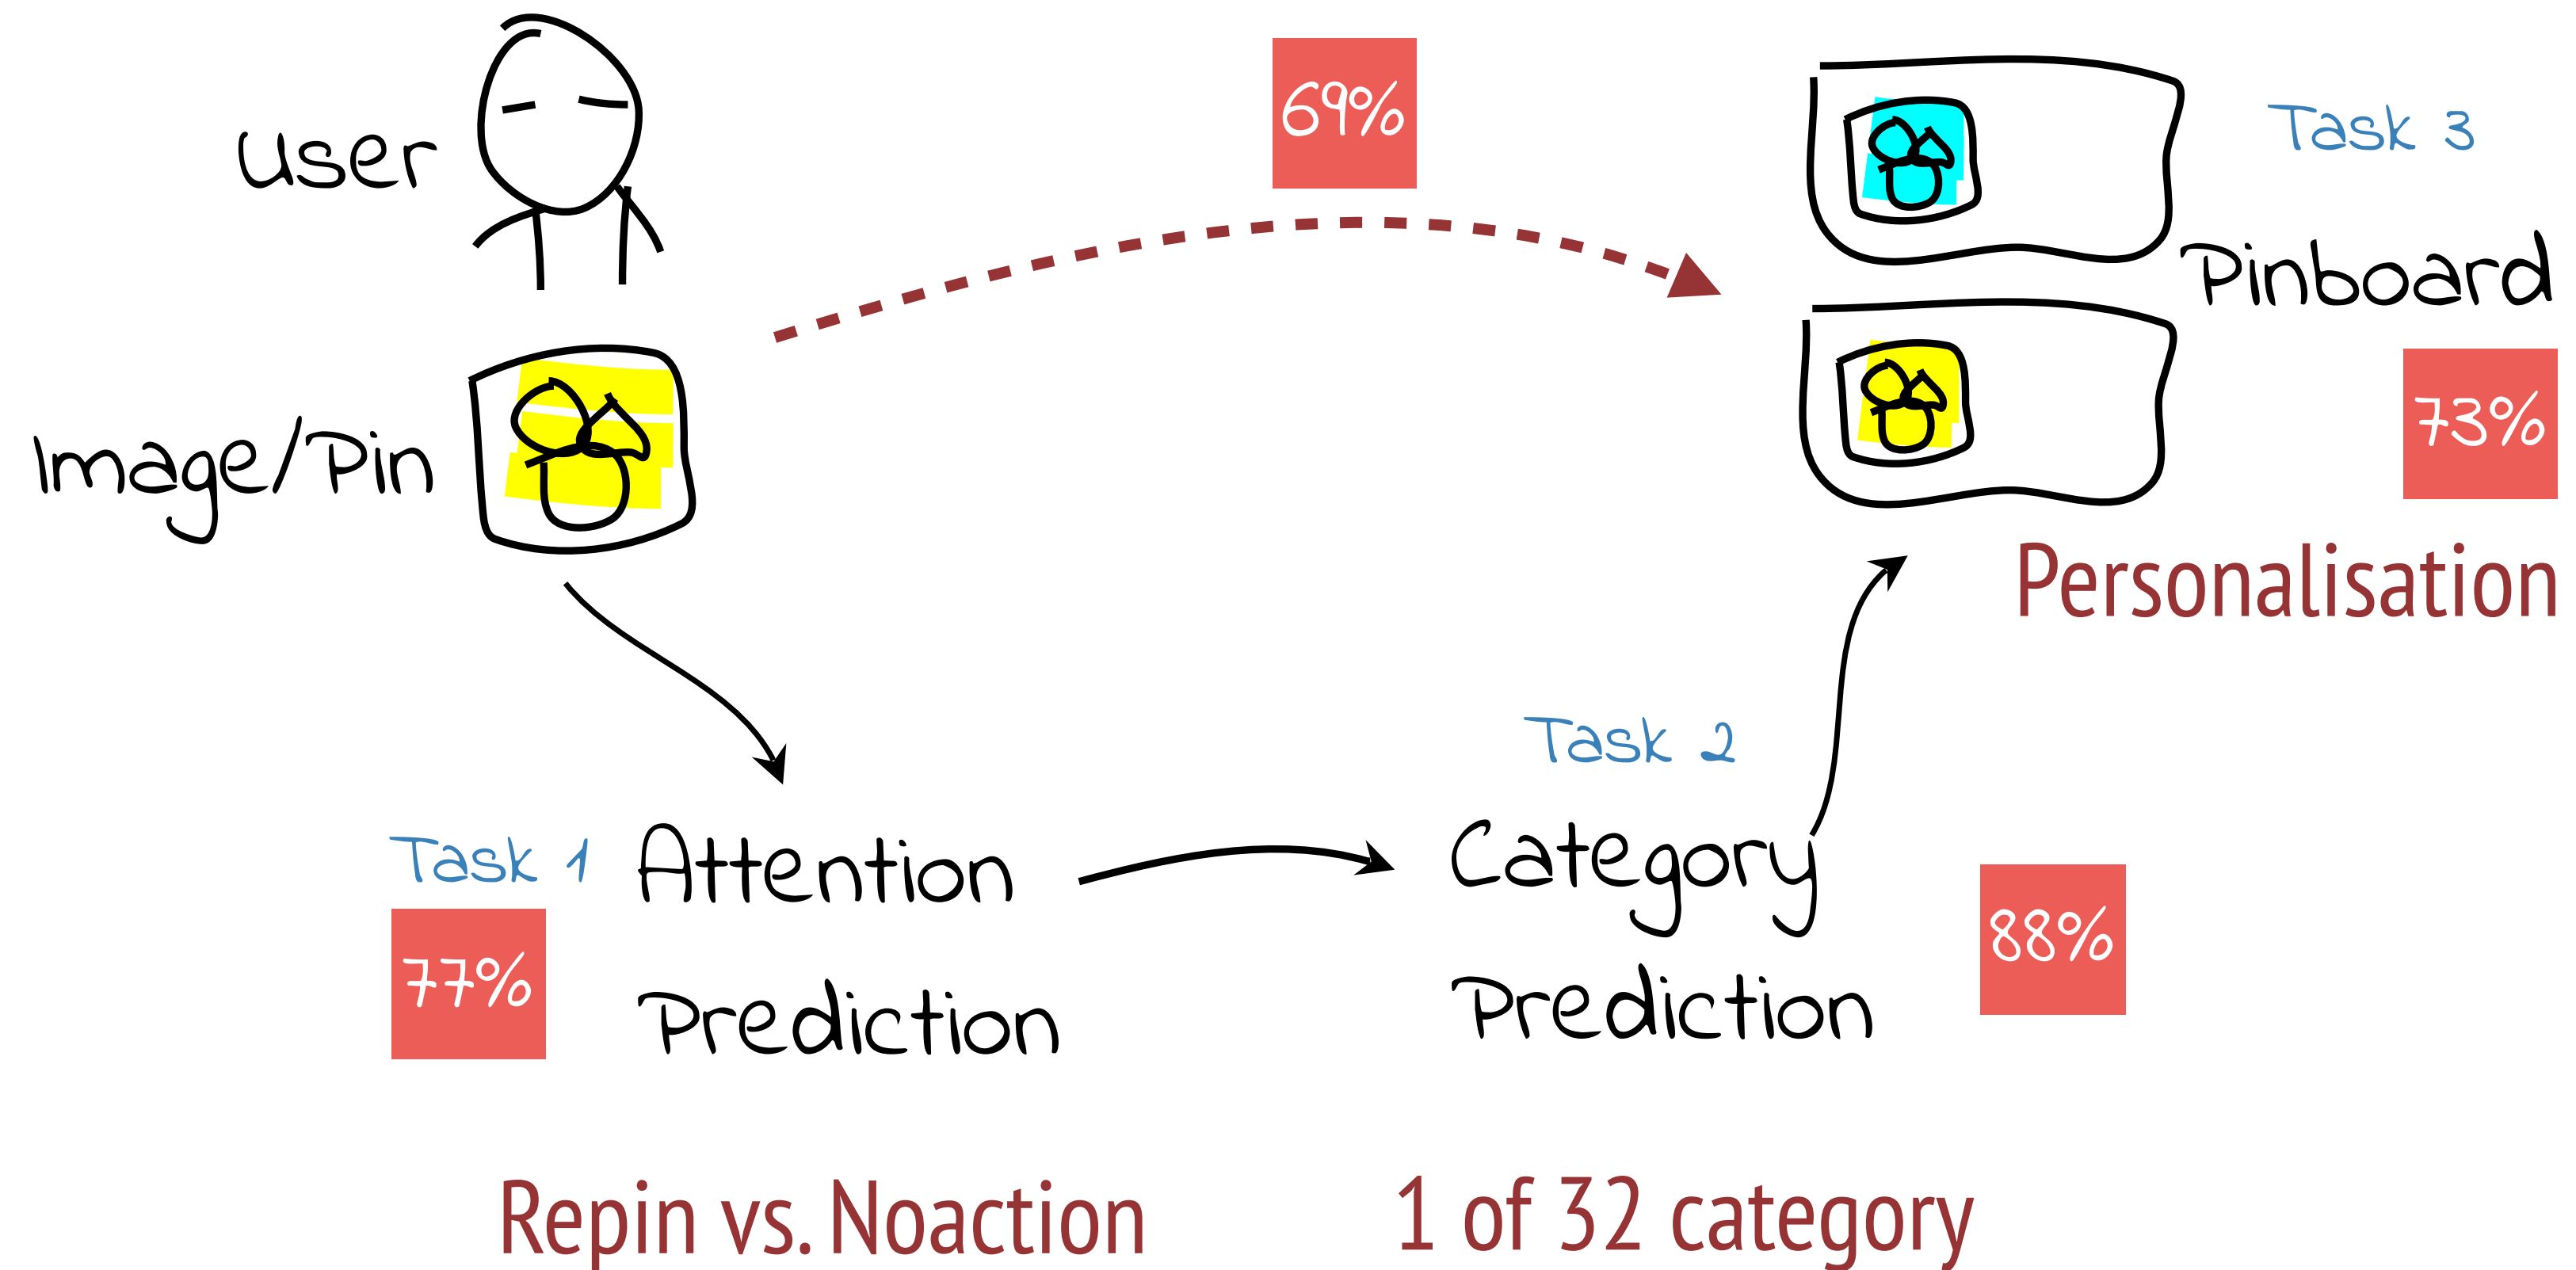 User
69%
Task 3
Pinboard
Image/Pin
73%
Personalisation
Task 2
Task 1
Attention
Prediction
77%
Category
Prediction
88%
Repin vs. Noaction
1 of 32 category